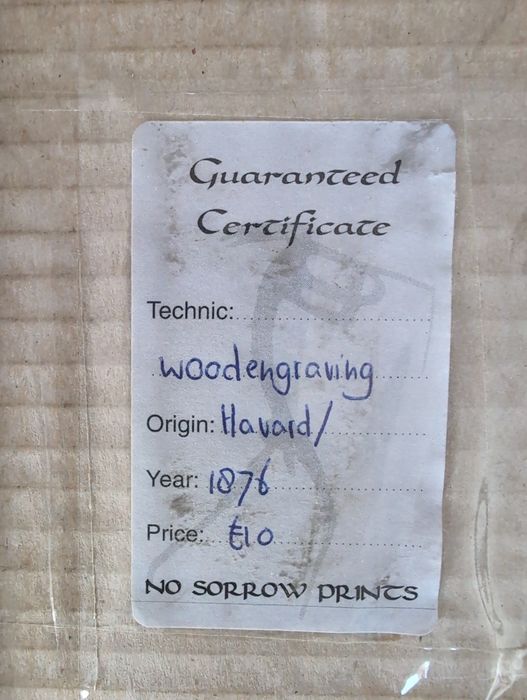 Guaranteed
Certificate
Technic:
woodengraving
Origin: Havard/
Year: 1876
Price: £10
NO SORROW PRINTS